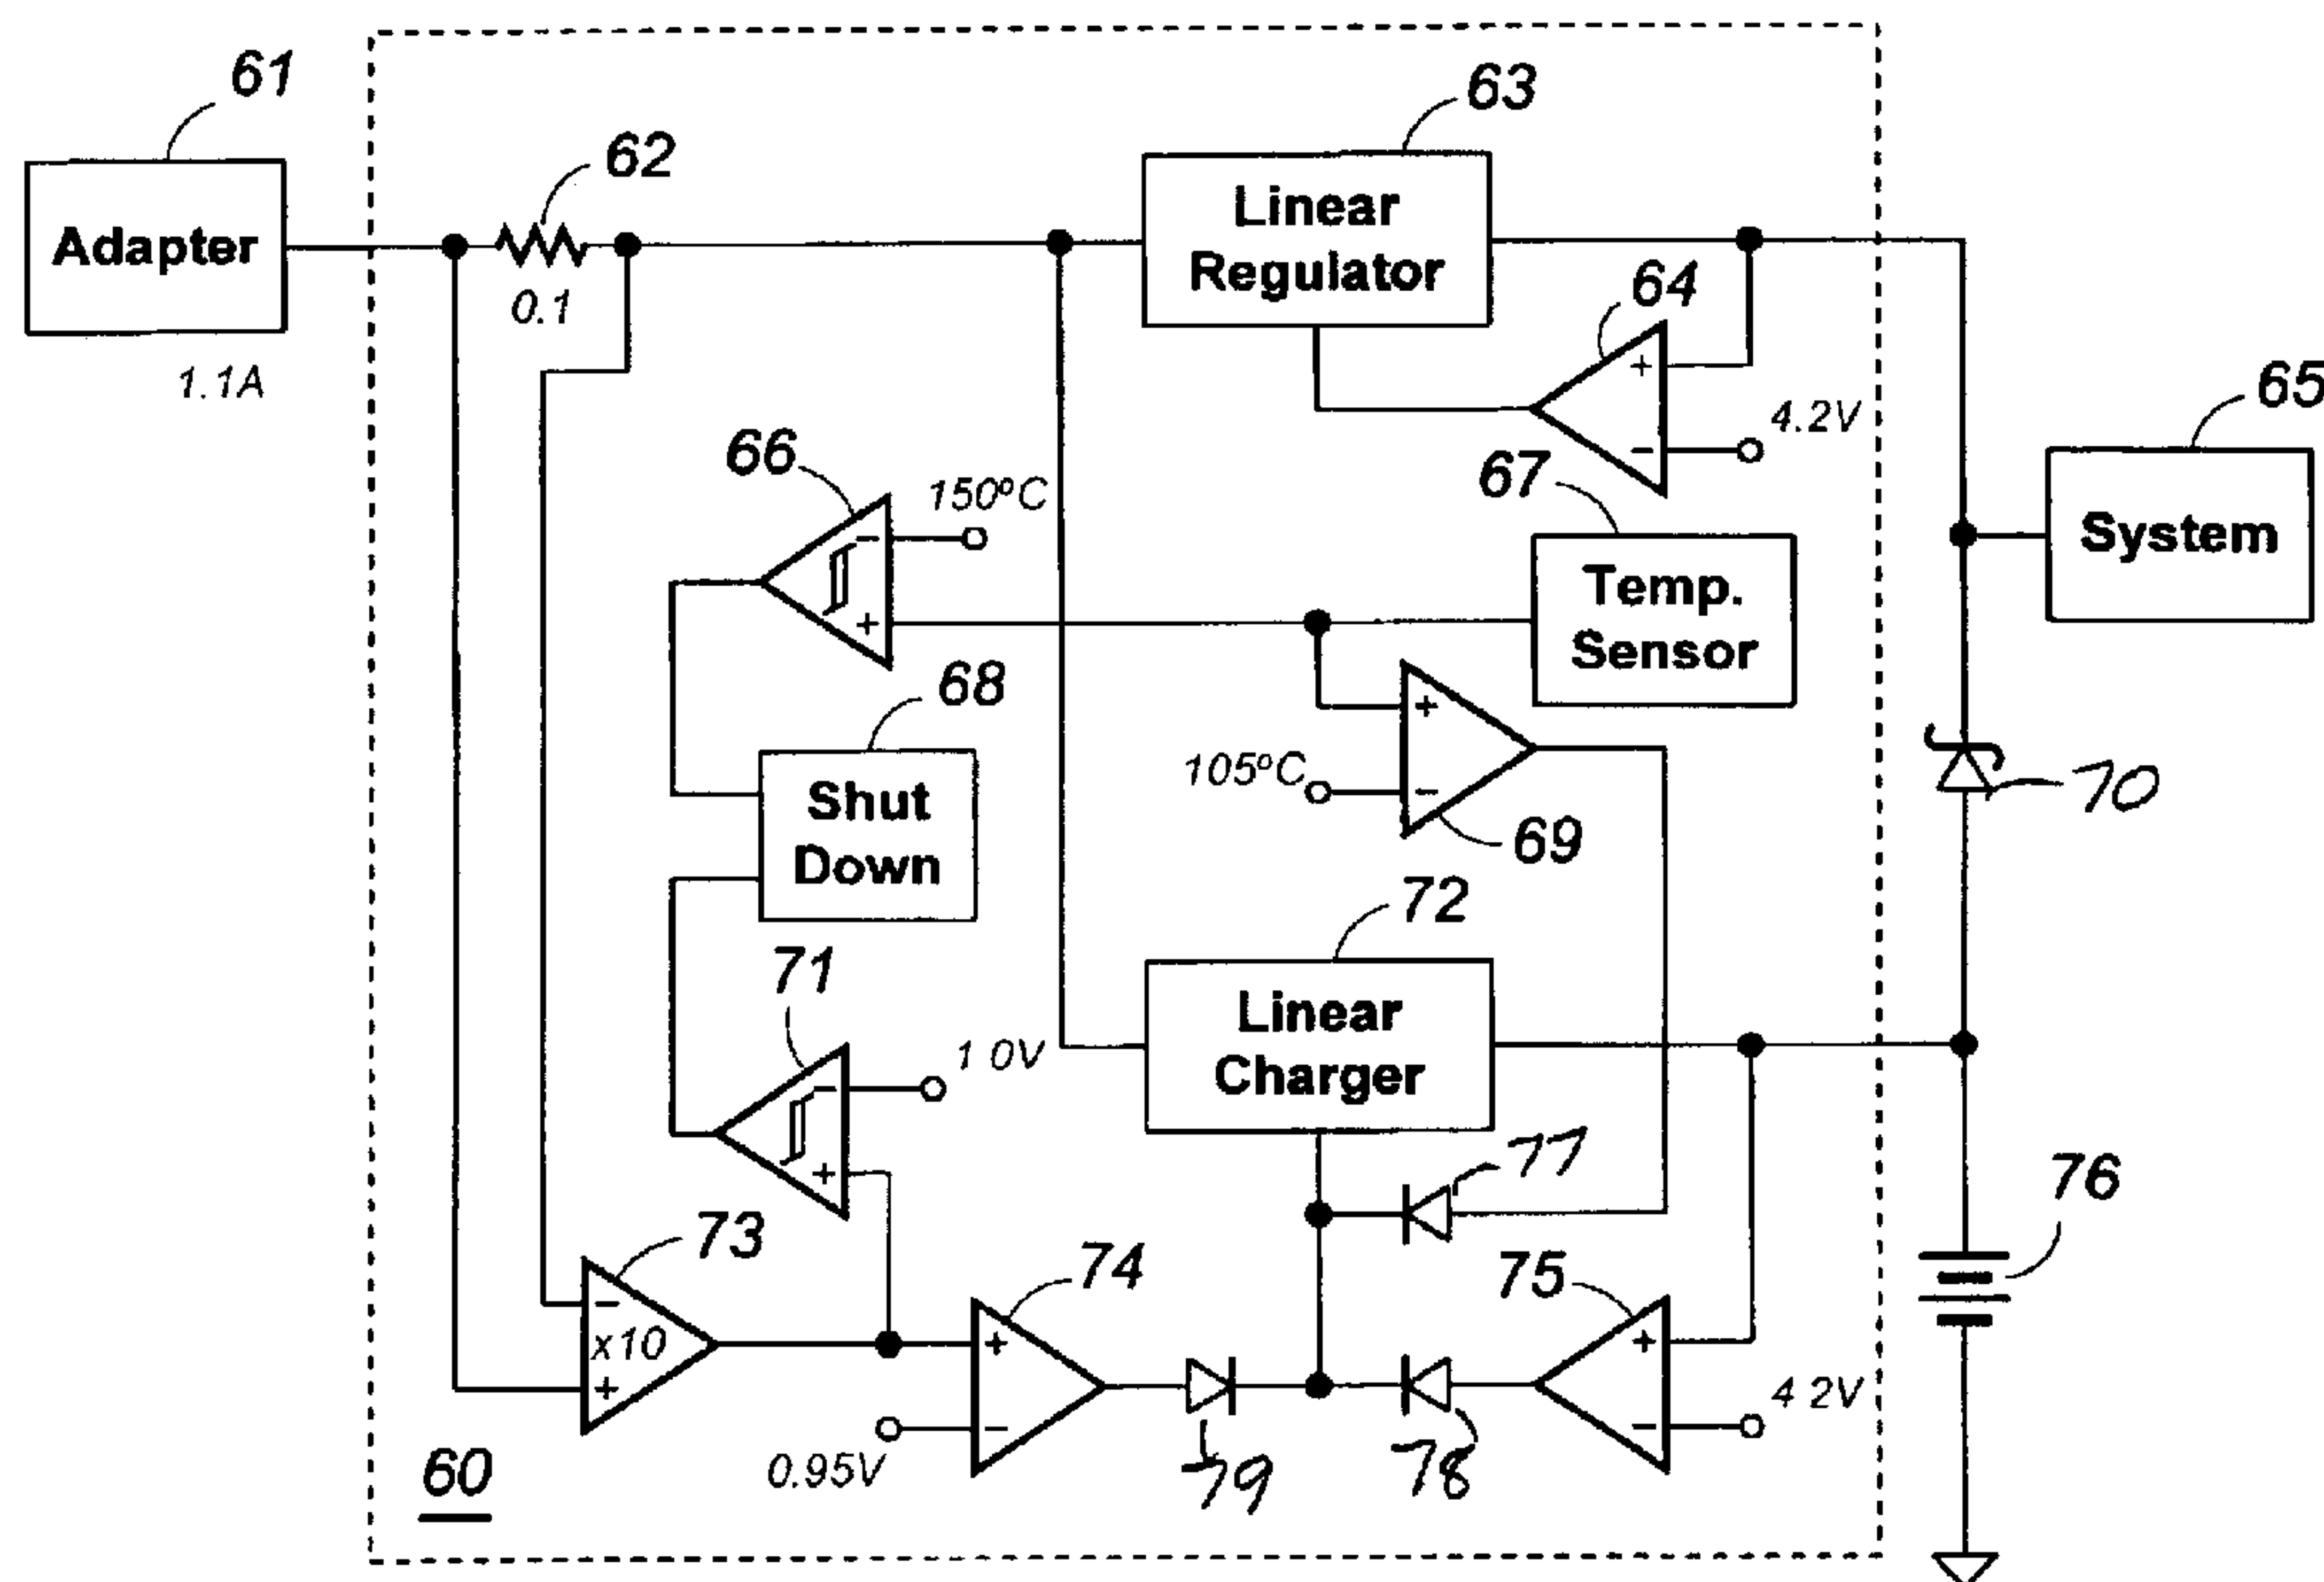 61
62
63
Adapter
Linear
Regulator
0.1
1.1A
64
+
4.2V
−
65
System
66
150ºC
−
+
67
Temp.
Sensor
68
Shut
Down
+
105ºC
−
69
70
71
1 0V
−
+
72
Linear
Charger
77
76
73
−
x10
+
74
+
−
0.95V
75
+
−
4 2V
79
78
60